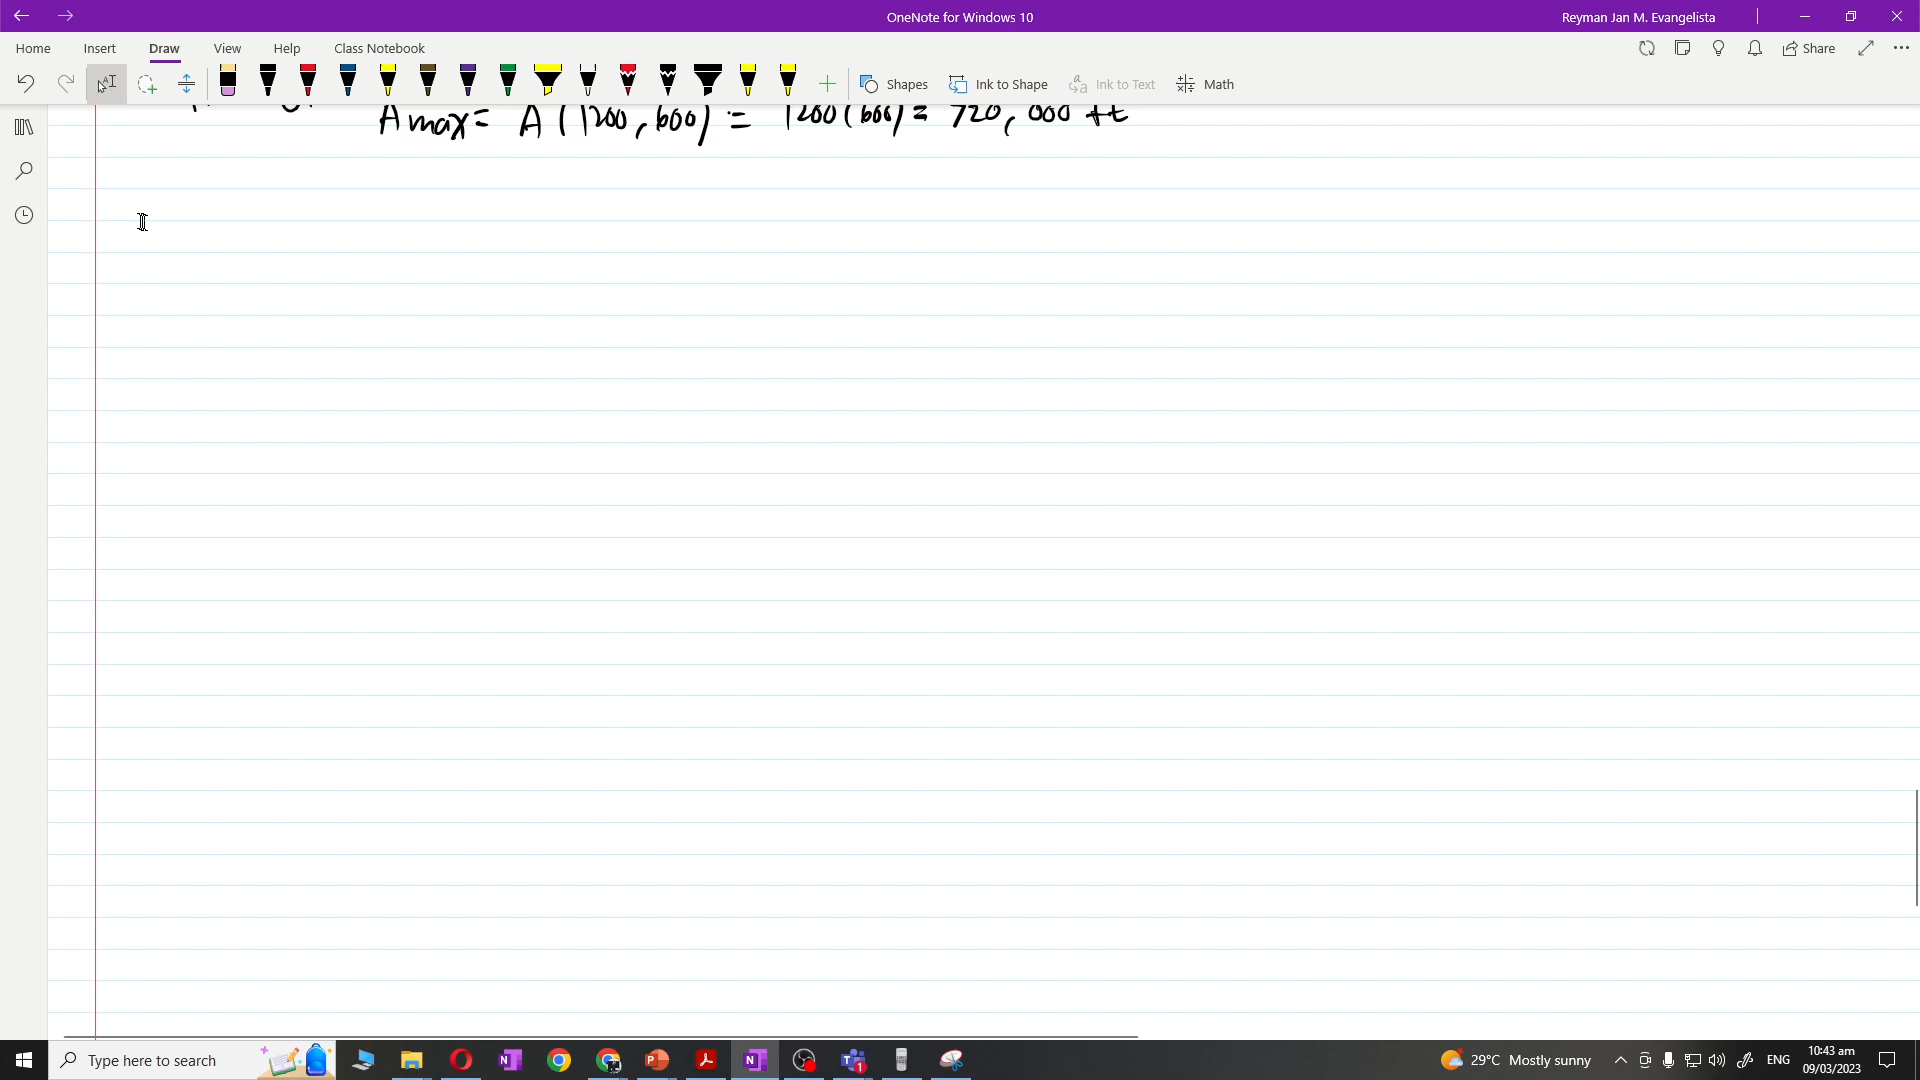 OneNote for Windows 10
Reyman Jan M. Evangelista
Home Insert Draw View Help Class Notebook
Share
Shapes Ink to Shape Ink to Text Math
A max = A (1200, 600) = 1200 (600) = 720, 000 ft
Type here to search
29°C Mostly sunny
ENG
10:43 am
09/03/2023